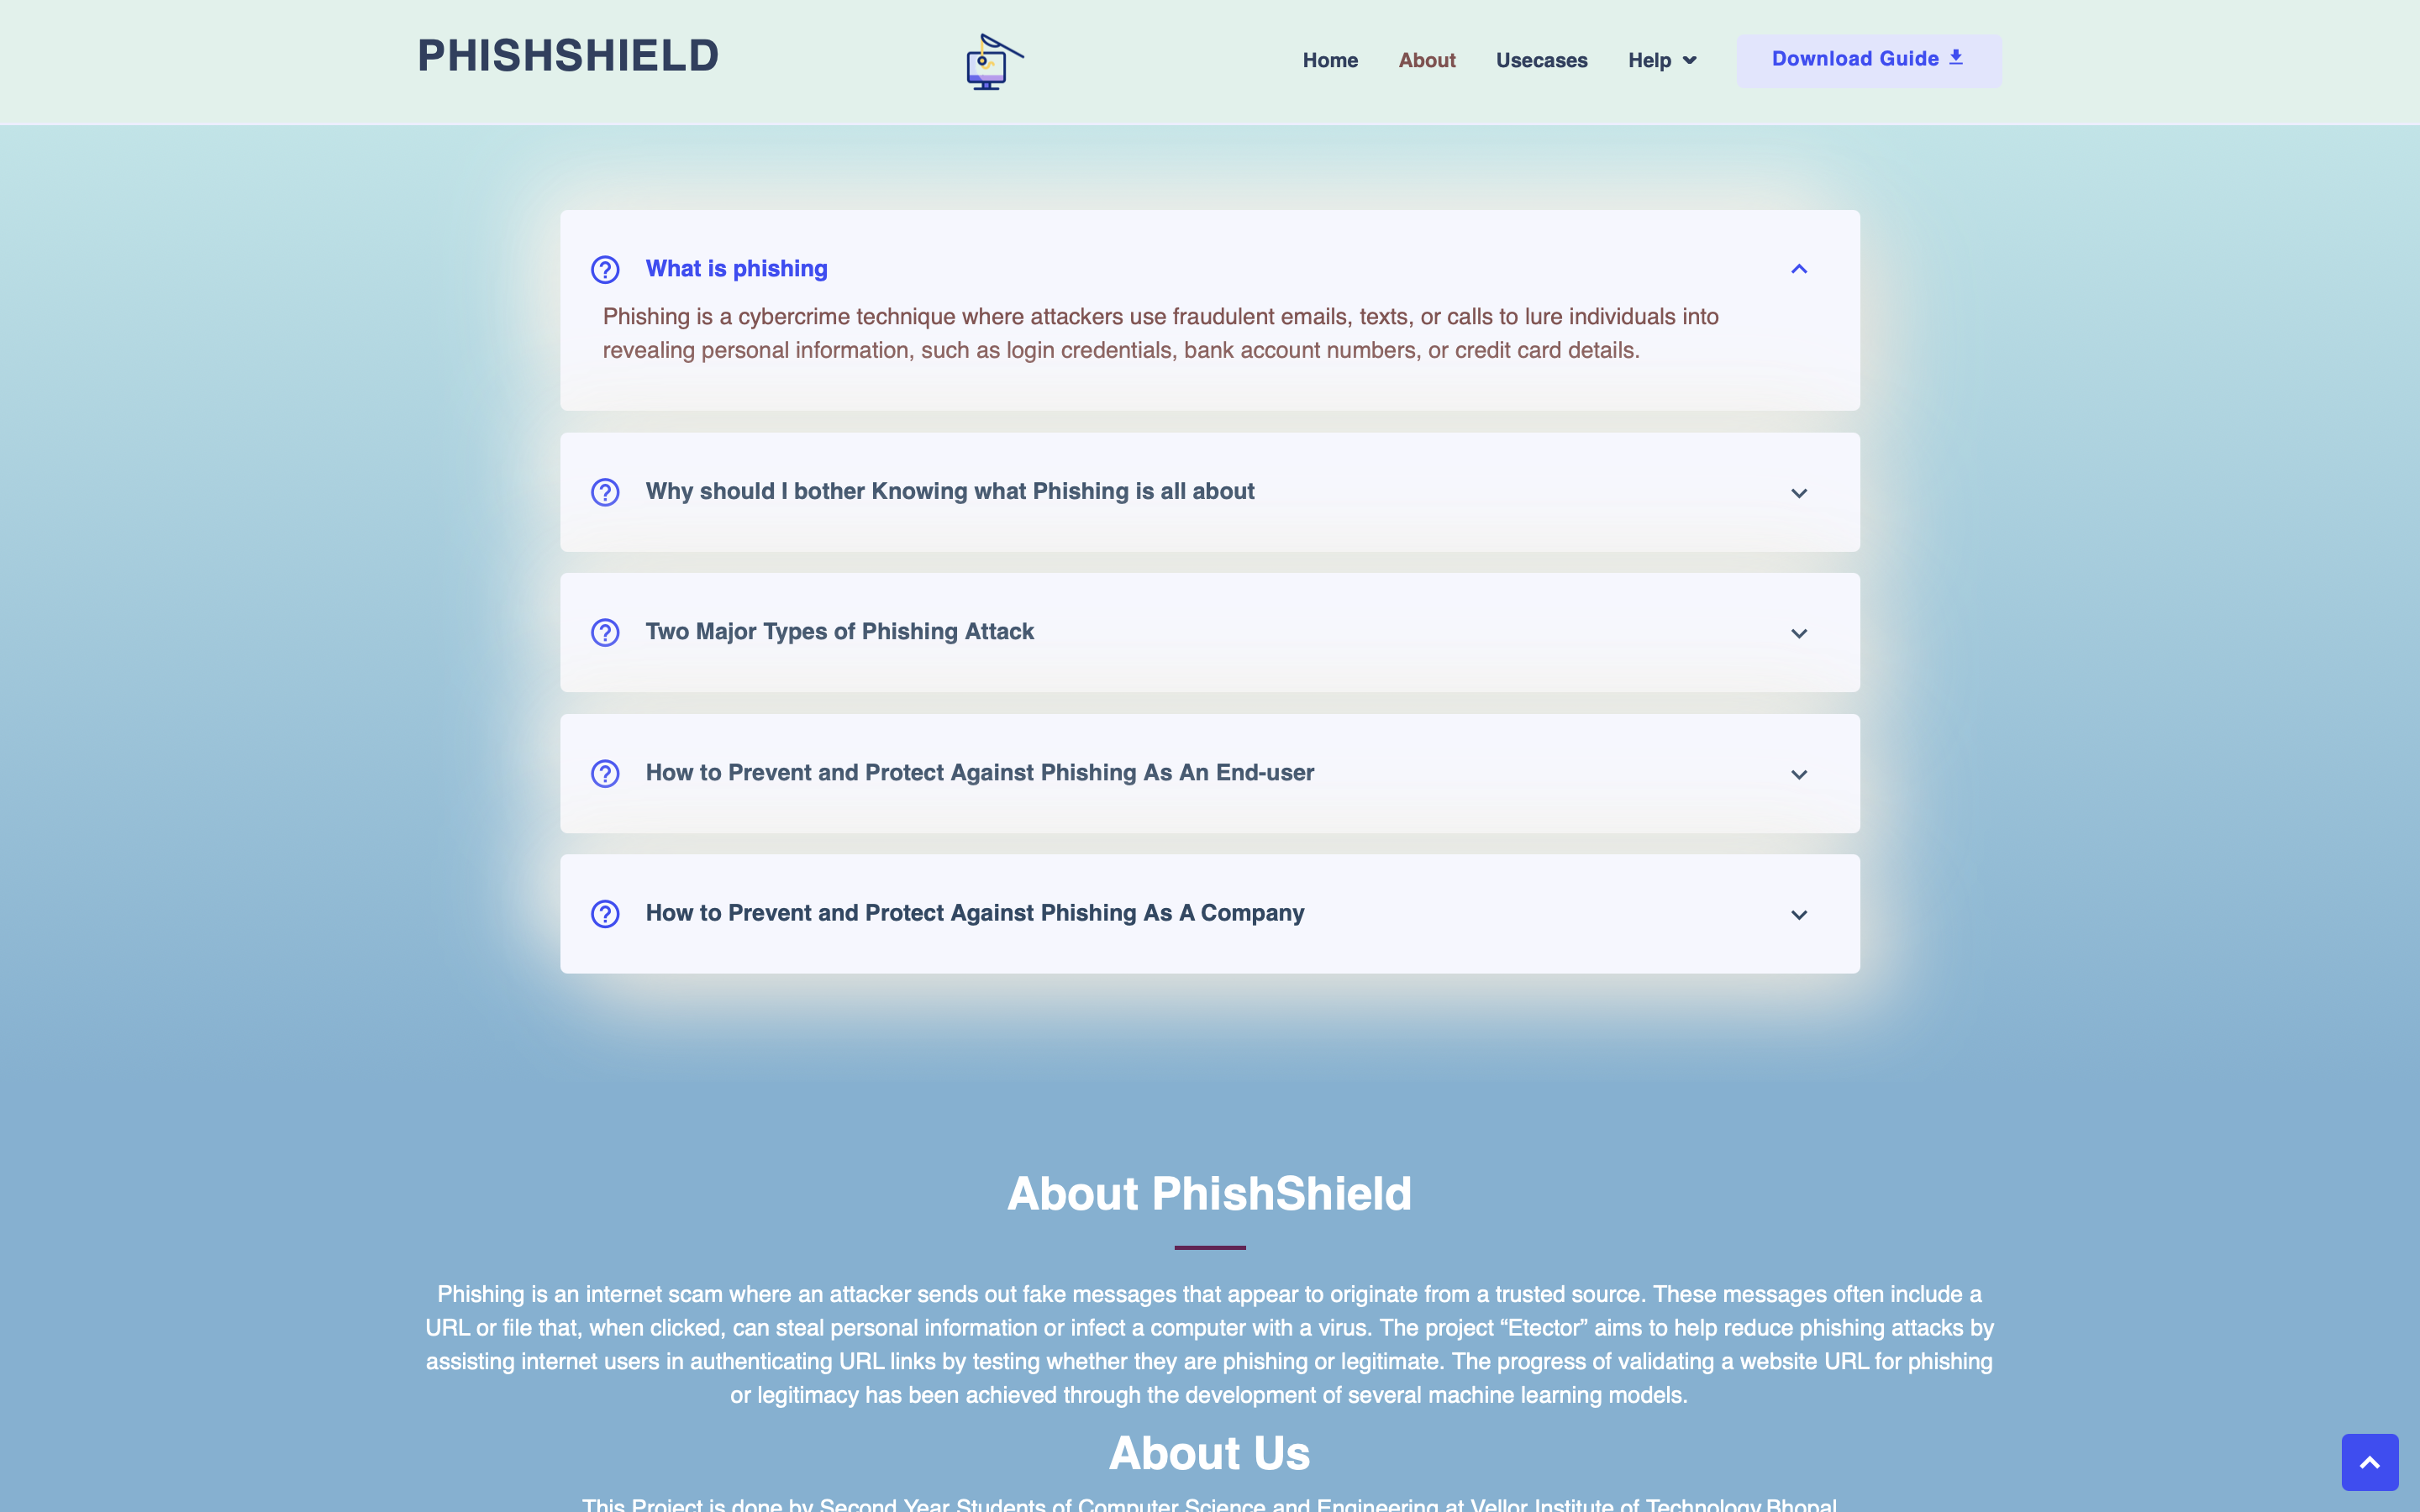 PHISHSHIELD
Home
About
Usecases
Help
Download Guide
What is phishing
Phishing is a cybercrime technique where attackers use fraudulent emails, texts, or calls to lure individuals into
revealing personal information, such as login credentials, bank account numbers, or credit card details.
Why should I bother Knowing what Phishing is all about
Two Major Types of Phishing Attack
How to Prevent and Protect Against Phishing As An End-user
How to Prevent and Protect Against Phishing As A Company
About PhishShield
Phishing is an internet scam where an attacker sends out fake messages that appear to originate from a trusted source. These messages often include a
URL or file that, when clicked, can steal personal information or infect a computer with a virus. The project “Etector” aims to help reduce phishing attacks by
assisting internet users in authenticating URL links by testing whether they are phishing or legitimate. The progress of validating a website URL for phishing
or legitimacy has been achieved through the development of several machine learning models.
About Us
This Project is done by Second Year Students of Computer Science and Engineering at Vellor Institute of Technology,Bhopal